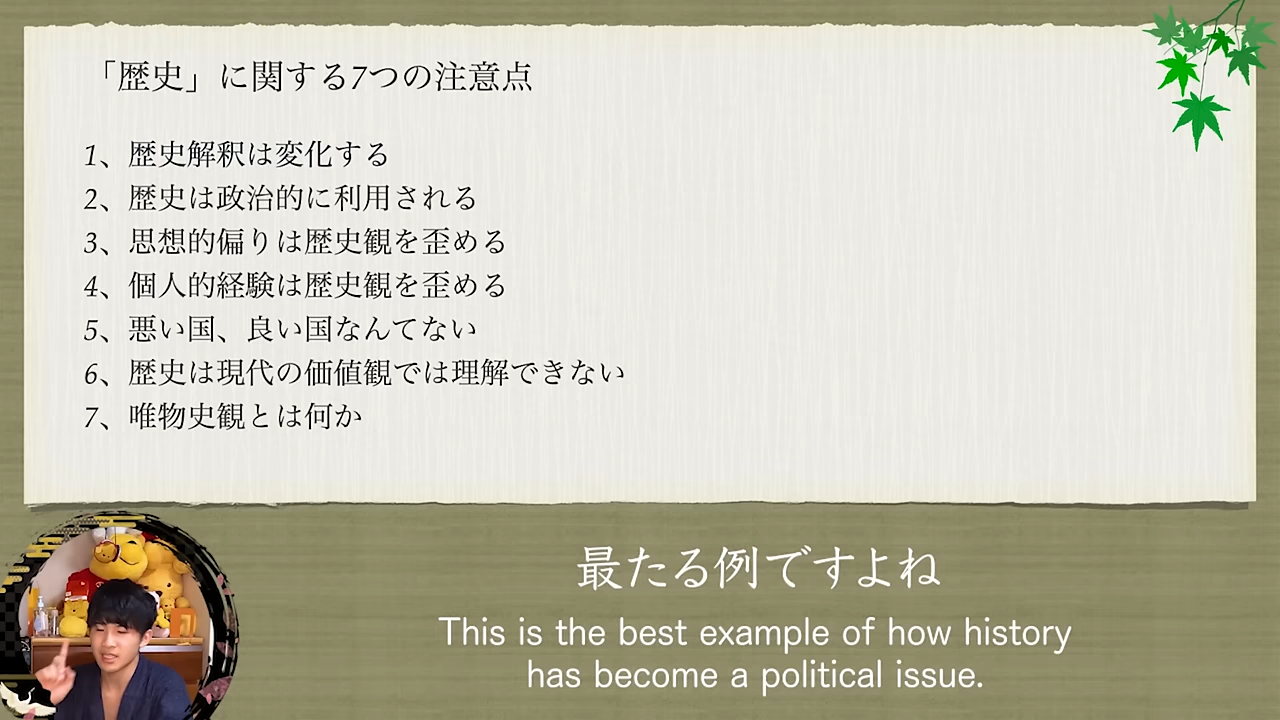 「歴史」に関する7つの注意点
1、歴史解釈は変化する
2、歴史は政治的に利用される
3、思想的偏りは歴史観を歪める
4、個人的経験は歴史観を歪める
5、悪い国、良い国なんてない
6、歴史は現代の価値観では理解できない
7、唯物史観とは何か
最たる例ですよね
This is the best example of how history
has become a political issue.